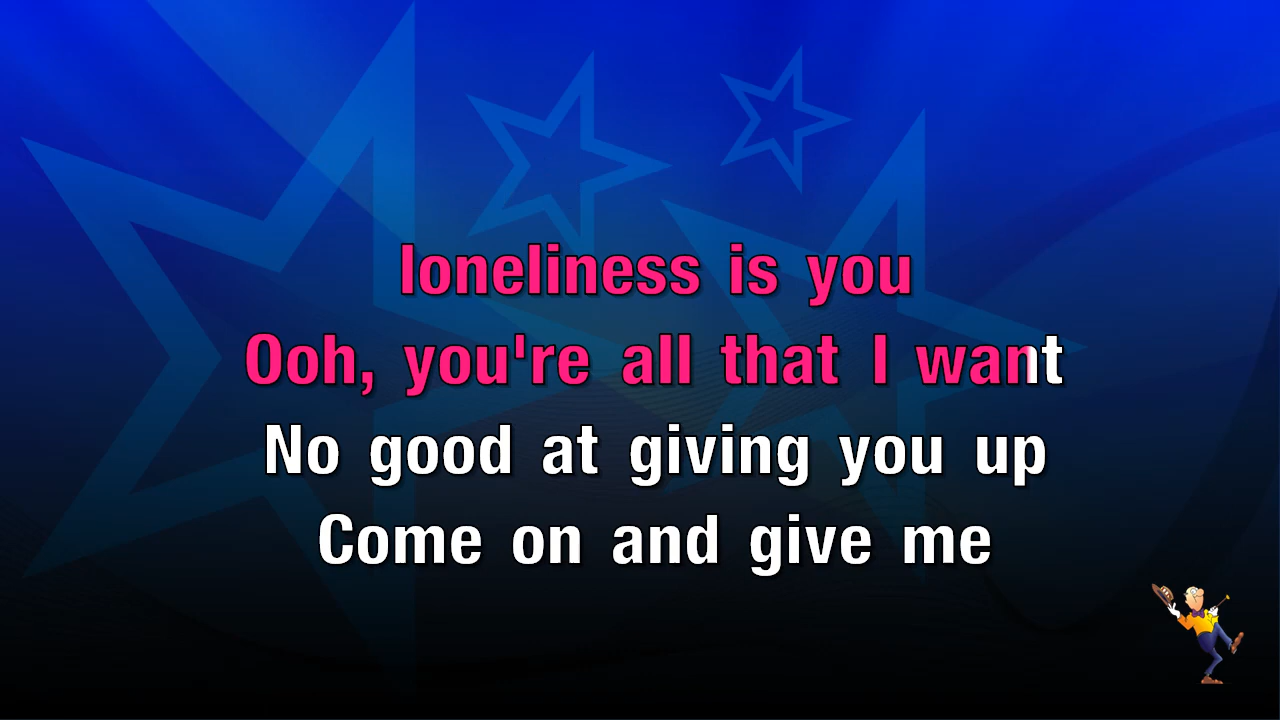 loneliness is you
Ooh, you're all that I want
No good at giving you up
Come on and give me